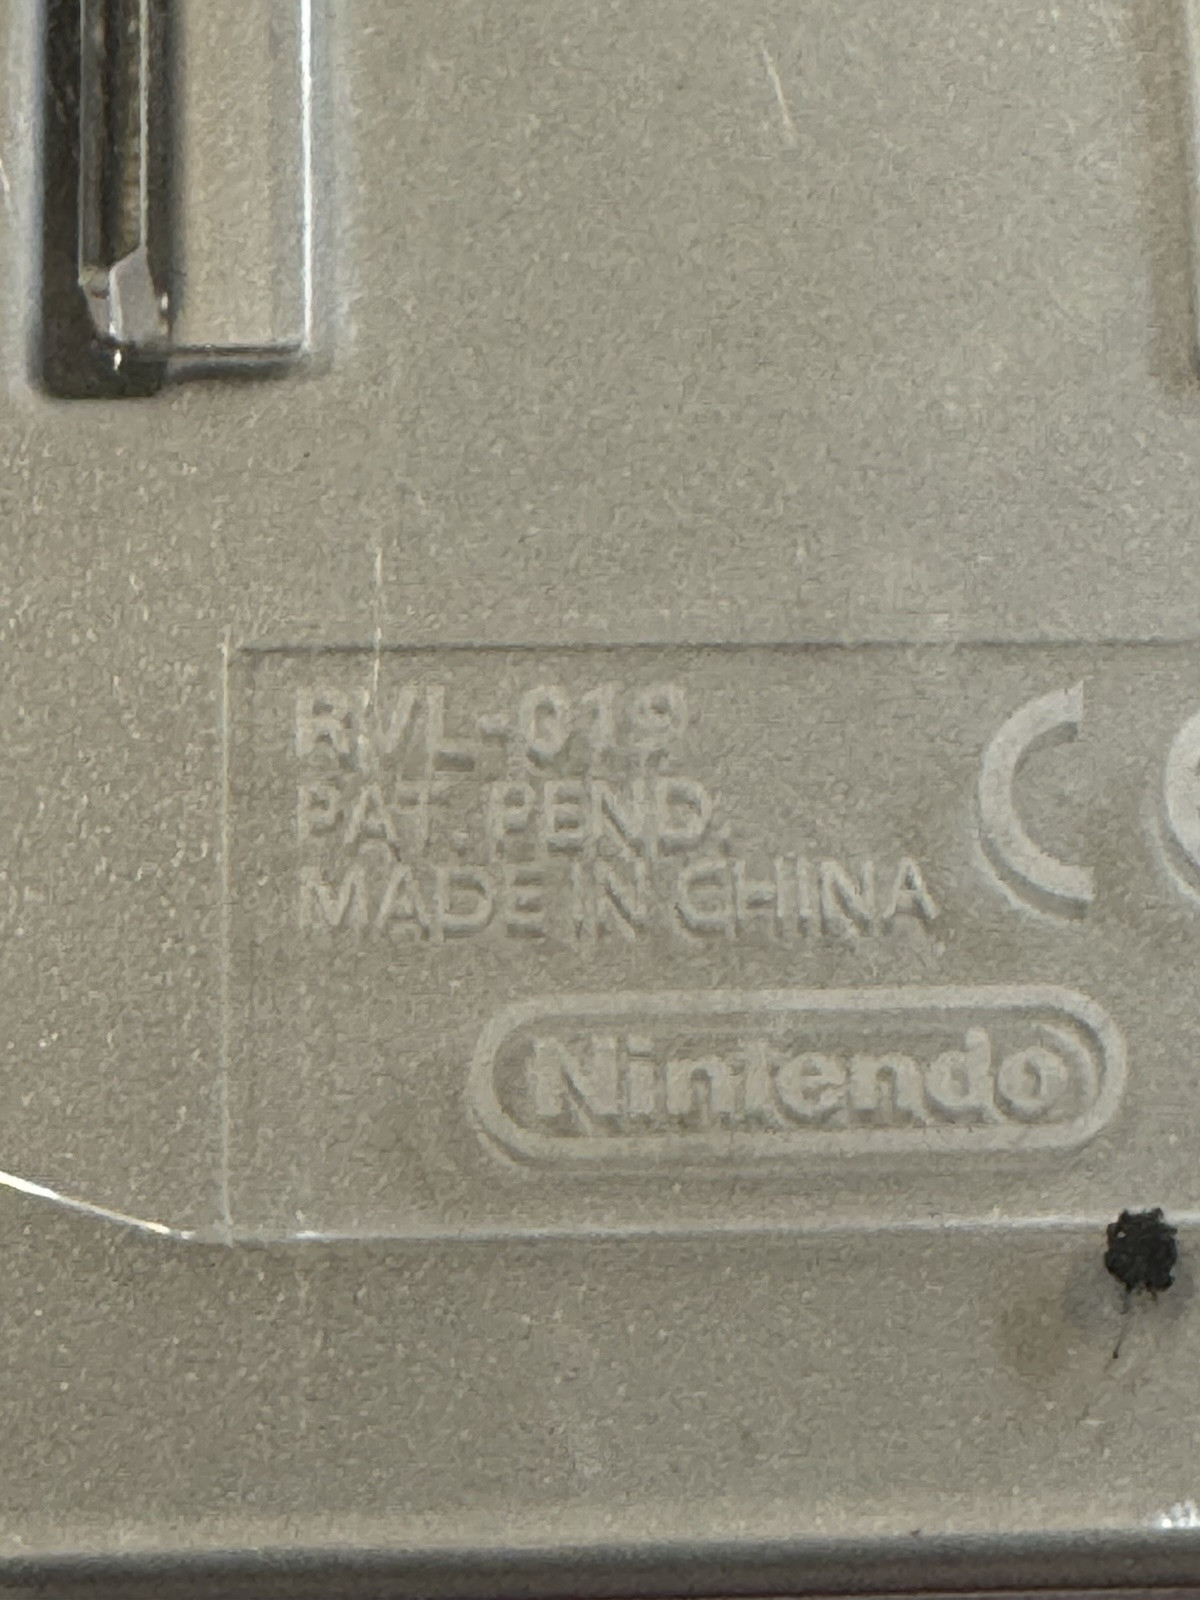 RVL-019
PAT. PEND.
MADE IN CHINA
Nintendo